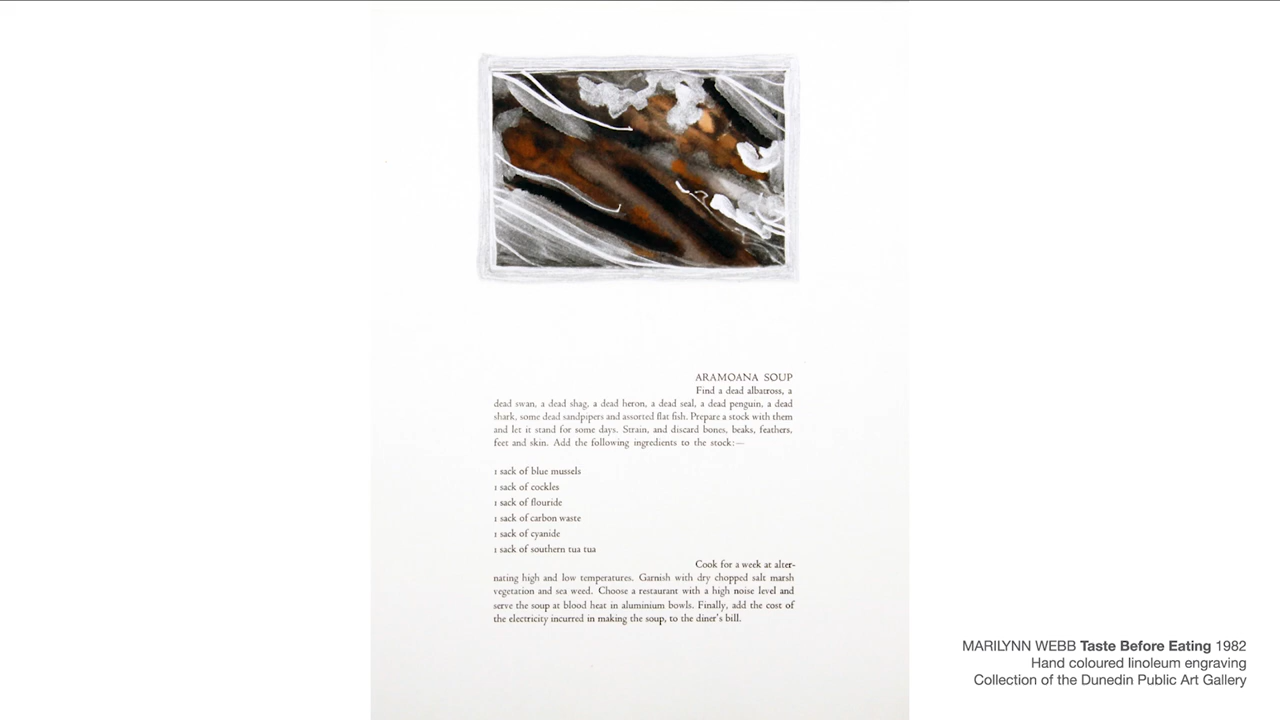 ARAMOANA SOUP
Find a dead albatross, a
dead swan, a dead shag, a dead heron, a dead seal, a dead penguin, a dead
shark, some dead sandpipers and assorted flat fish. Prepare a stock with them
and let it stand for some days. Strain, and discard bones, beaks, feathers,
feet and skin. Add the following ingredients to the stock:—
1 sack of blue mussels
1 sack of cockles
1 sack of flouride
1 sack of carbon waste
1 sack of cyanide
1 sack of southern tua tua
Cook for a week at alter-
nating high and low temperatures. Garnish with dry chopped salt marsh
vegetation and sea weed. Choose a restaurant with a high noise level and
serve the soup at blood heat in aluminium bowls. Finally, add the cost of
the electricity incurred in making the soup, to the diner's bill.
MARILYNN WEBB Taste Before Eating 1982
Hand coloured linoleum engraving
Collection of the Dunedin Public Art Gallery